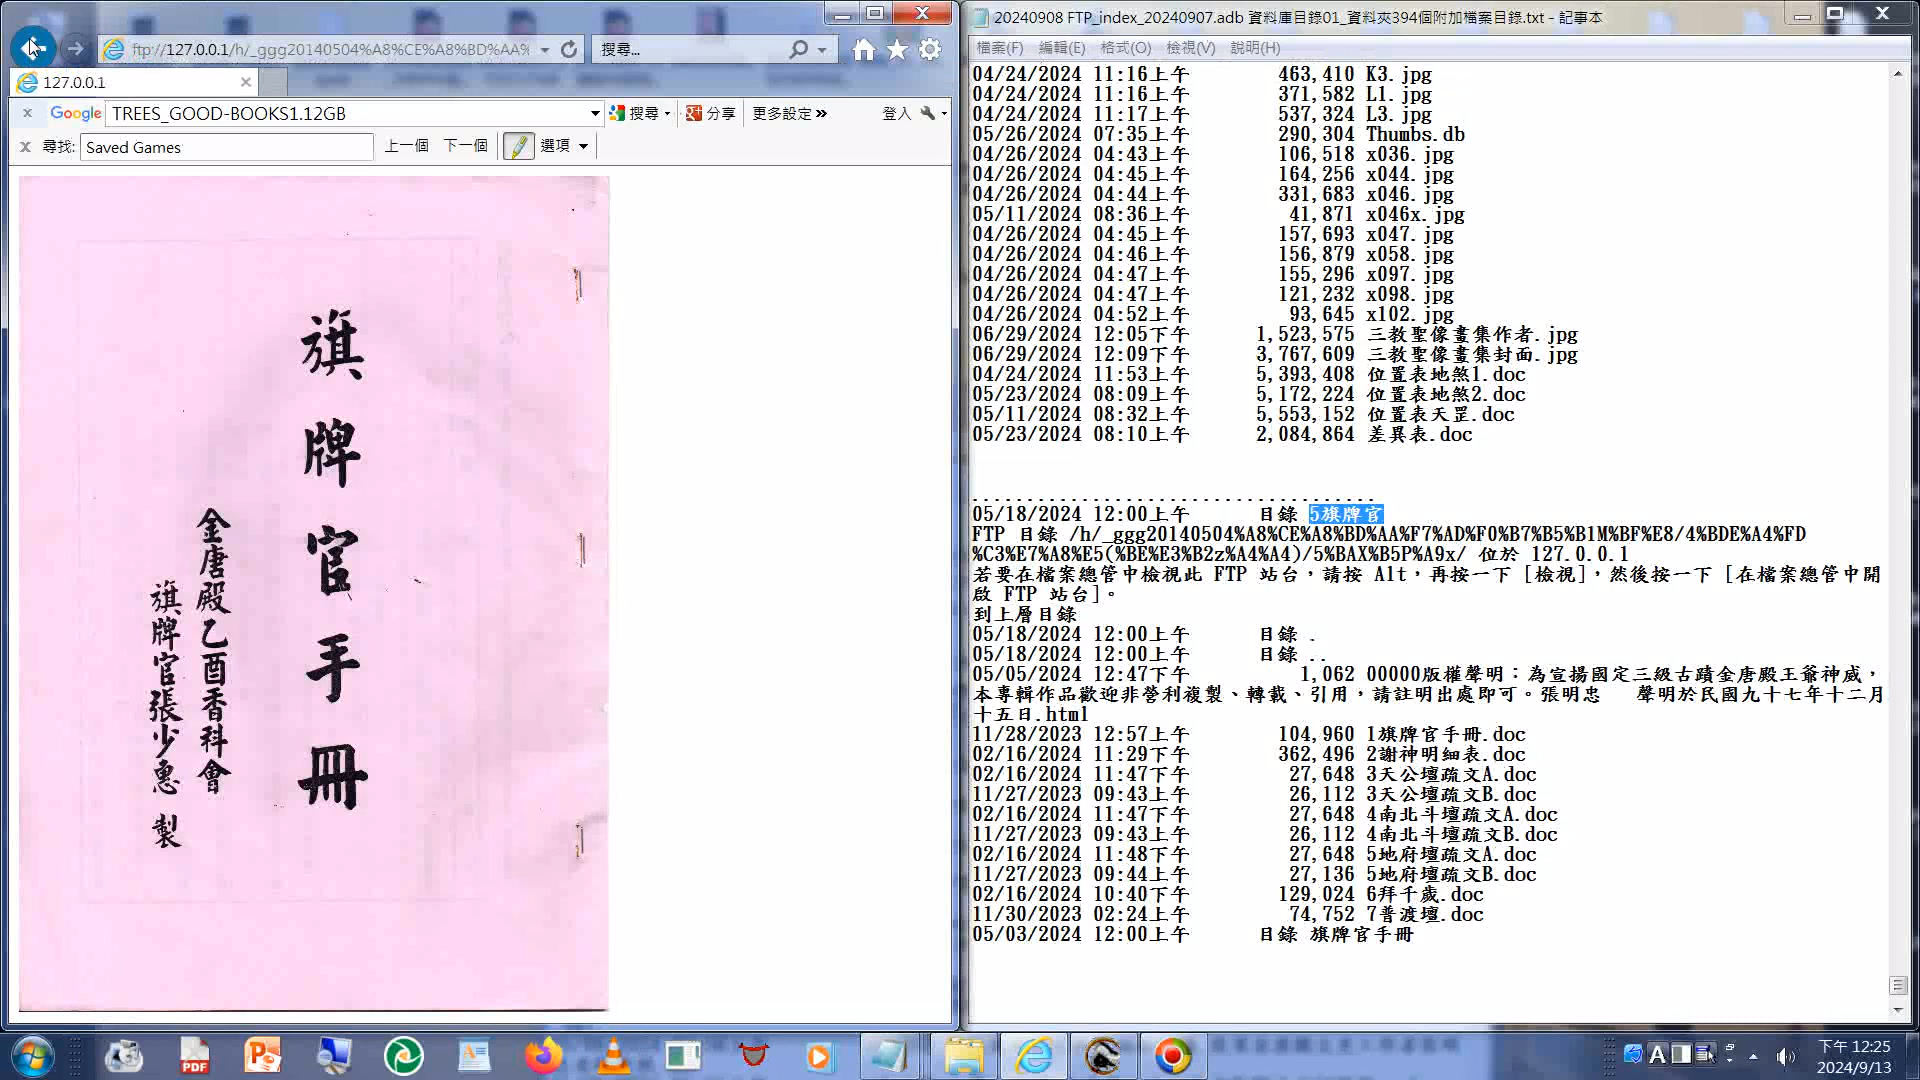 ftp://127.0.0.1/h/_ggg20140504%A8%CE%A8%BD%AA%
搜尋...
127.0.0.1
Google
TREES_GOOD-BOOKS1.12GB
搜尋
分享
更多設定 »
登入
尋找:
Saved Games
上一個
下一個
選項
旗牌官手冊
金唐殿乙酉香科會
旗牌官張少惠 製
20240908 FTP_index_20240907.adb 資料庫目錄01_資料夾394個附加檔案目錄.txt - 記事本
檔案(F) 編輯(E) 格式(O) 檢視(V) 說明(H)
04/24/2024 11:16上午 463,410 K3.jpg
04/24/2024 11:16上午 371,582 L1.jpg
04/24/2024 11:17上午 537,324 L3.jpg
05/26/2024 07:35上午 290,304 Thumbs.db
04/26/2024 04:43上午 106,518 x036.jpg
04/26/2024 04:45上午 164,256 x044.jpg
04/26/2024 04:44上午 331,683 x046.jpg
05/11/2024 08:36上午 41,871 x046x.jpg
04/26/2024 04:45上午 157,693 x047.jpg
04/26/2024 04:46上午 156,879 x058.jpg
04/26/2024 04:47上午 155,296 x097.jpg
04/26/2024 04:47上午 121,232 x098.jpg
04/26/2024 04:52上午 93,645 x102.jpg
06/29/2024 12:05下午 1,523,575 三教聖像畫集作者.jpg
06/29/2024 12:09下午 3,767,609 三教聖像畫集封面.jpg
04/24/2024 11:53上午 5,393,408 位置表地煞1.doc
05/23/2024 08:09上午 5,172,224 位置表地煞2.doc
05/11/2024 08:32上午 5,553,152 位置表天罡.doc
05/23/2024 08:10上午 2,084,864 差異表.doc
.....................................
05/18/2024 12:00上午 目錄 5旗牌官
FTP 目錄 /h/_ggg20140504%A8%CE%A8%BD%AA%F7%AD%F0%B7%B5%B1M%BF%E8/4%BDE%A4%FD
%C3%E7%A8%E5(%BE%E3%B2z%A4%A4)/5%BAX%B5P%A9x/ 位於 127.0.0.1
若要在檔案總管中檢視此 FTP 站台，請按 Alt，再按一下 [檢視]，然後按一下 [在檔案總管中開
啟 FTP 站台]。
到上層目錄
05/18/2024 12:00上午 目錄 .
05/18/2024 12:00上午 目錄 ..
05/05/2024 12:47下午 1,062 00000版權聲明：為宣揚國定三級古蹟金唐殿王爺神威，
本專輯作品歡迎非營利複製、轉載、引用，請註明出處即可。張明忠 聲明於民國九十七年十二月
十五日.html
11/28/2023 12:57上午 104,960 1旗牌官手冊.doc
02/16/2024 11:29下午 362,496 2謝神明細表.doc
02/16/2024 11:47下午 27,648 3天公壇疏文A.doc
11/27/2023 09:43上午 26,112 3天公壇疏文B.doc
02/16/2024 11:47下午 27,648 4南北斗壇疏文A.doc
11/27/2023 09:43上午 26,112 4南北斗壇疏文B.doc
02/16/2024 11:48下午 27,648 5地府壇疏文A.doc
11/27/2023 09:44上午 27,136 5地府壇疏文B.doc
02/16/2024 10:40下午 129,024 6拜千歲.doc
11/30/2023 02:24上午 74,752 7普渡壇.doc
05/03/2024 12:00上午 目錄 旗牌官手冊
PDF
A
下午 12:25
2024/9/13